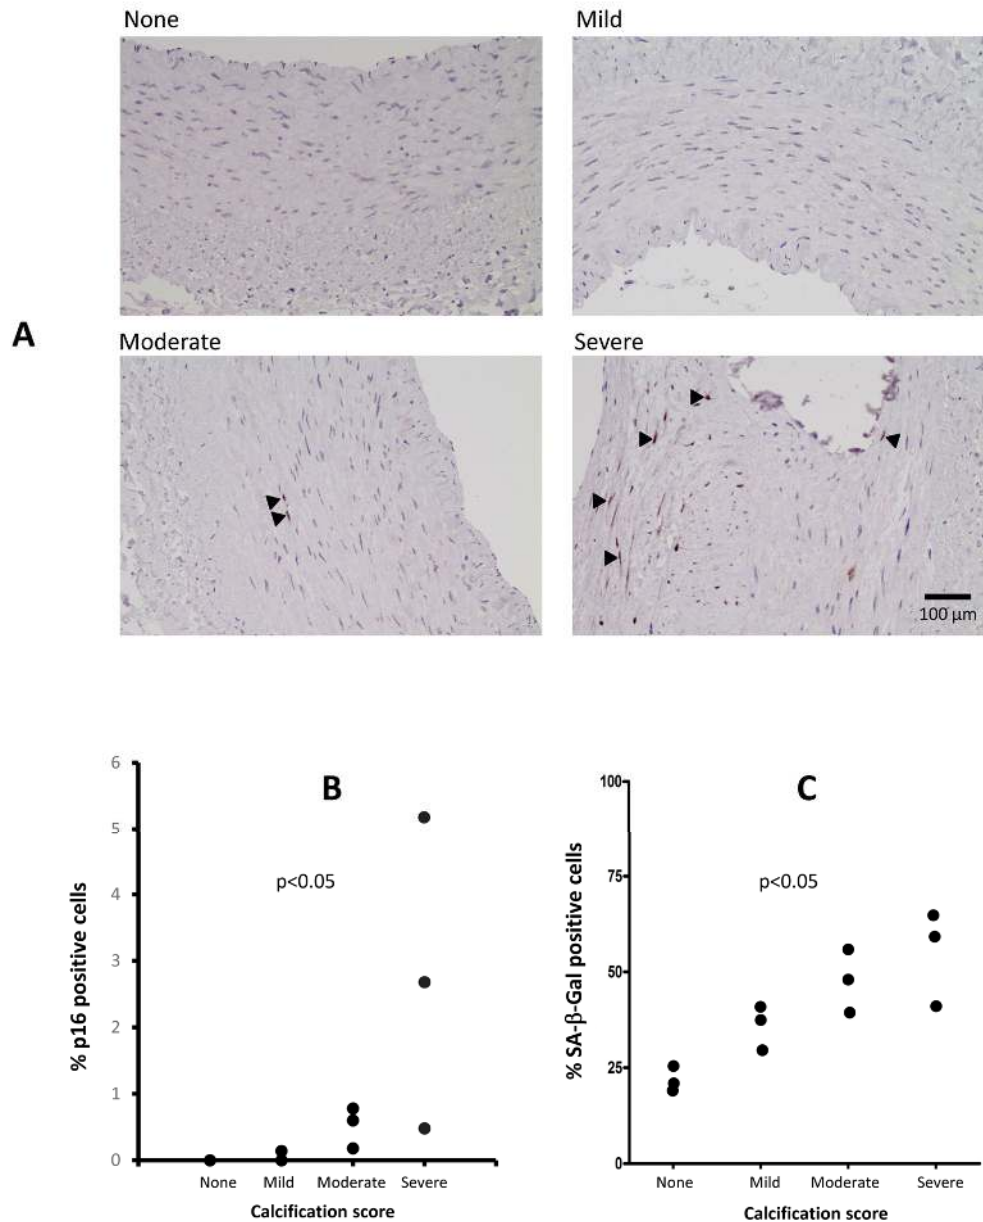 None
Mild
A
Moderate
Severe
100 µm
B
6
5
4
3
2
1
0
p<0.05
% p16 positive cells
None
Mild
Moderate
Severe
Calcification score
C
100
75
50
25
0
p<0.05
% SA-β-Gal positive cells
None
Mild
Moderate
Severe
Calcification score